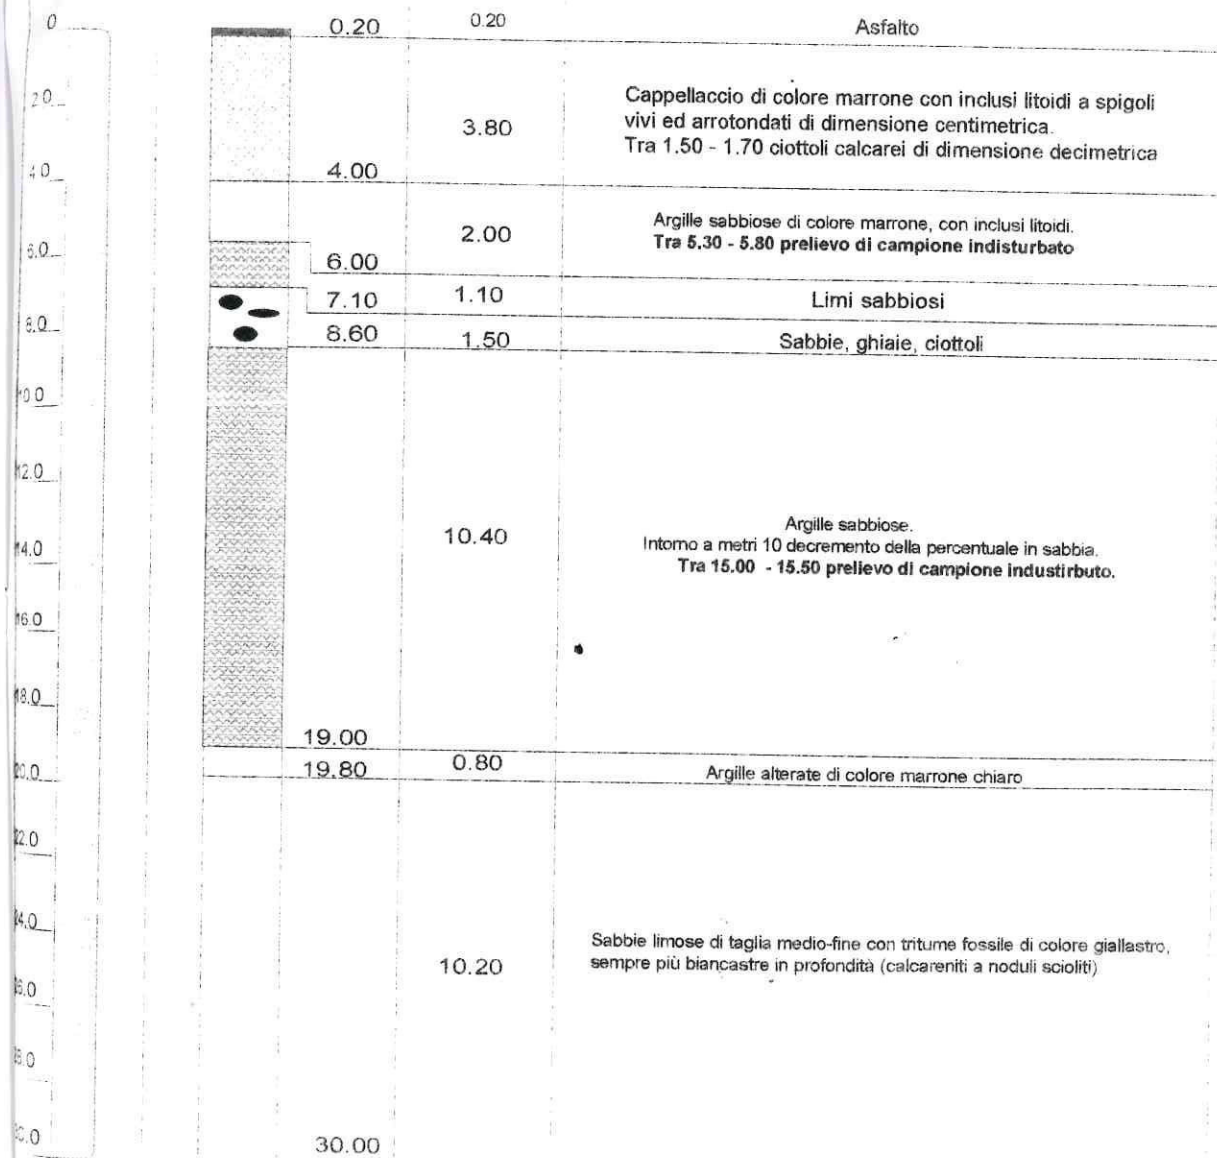 0
0.20 0.20 Asfalto
2.0
Cappellaccio di colore marrone con inclusi litoidi a spigoli
vivi ed arrotondati di dimensione centimetrica.
3.80
Tra 1.50 - 1.70 ciottoli calcarei di dimensione decimetrica
4.0
4.00
Argille sabbiose di colore marrone, con inclusi litoidi.
2.00
Tra 5.30 - 5.80 prelievo di campione indisturbato
6.0
6.00
7.10 1.10 Limi sabbiosi
8.0
8.60 1.50 Sabbie, ghiaie, ciottoli
10.0
12.0
Argille sabbiose.
10.40
14.0
Intorno a metri 10 decremento della percentuale in sabbia.
Tra 15.00 - 15.50 prelievo di campione industirbuto.
16.0
18.0
19.00
20.0
19.80 0.80 Argille alterate di colore marrone chiaro
2.0
4.0
Sabbie limose di taglia medio-fine con tritume fossile di colore giallastro,
10.20
sempre più biancastre in profondità (calcareniti a noduli scioliti)
30.00